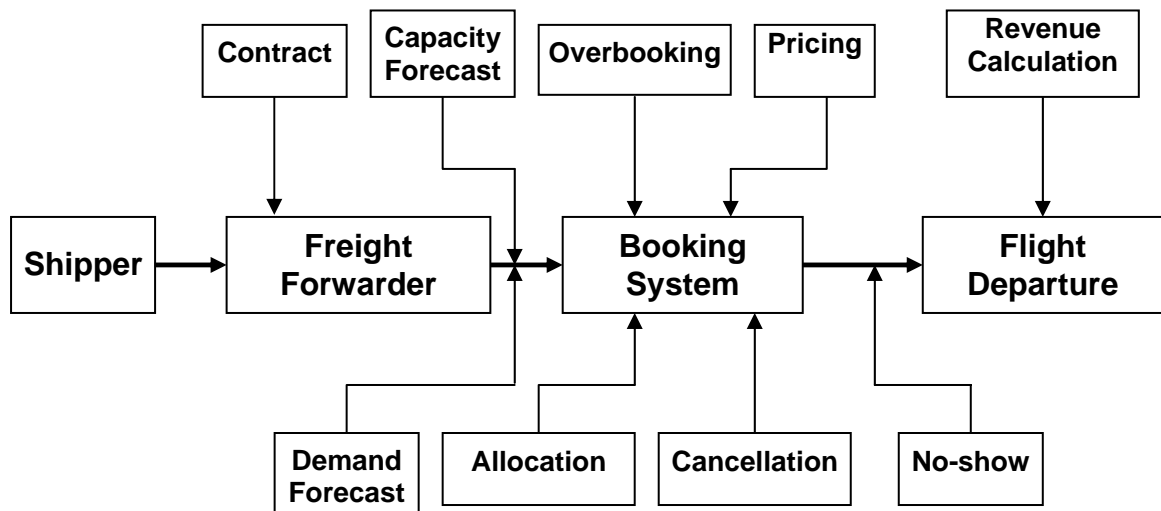 Contract
Capacity
Forecast
Overbooking
Pricing
Revenue
Calculation
Shipper
Freight
Forwarder
Booking
System
Flight
Departure
Demand
Forecast
Allocation
Cancellation
No-show